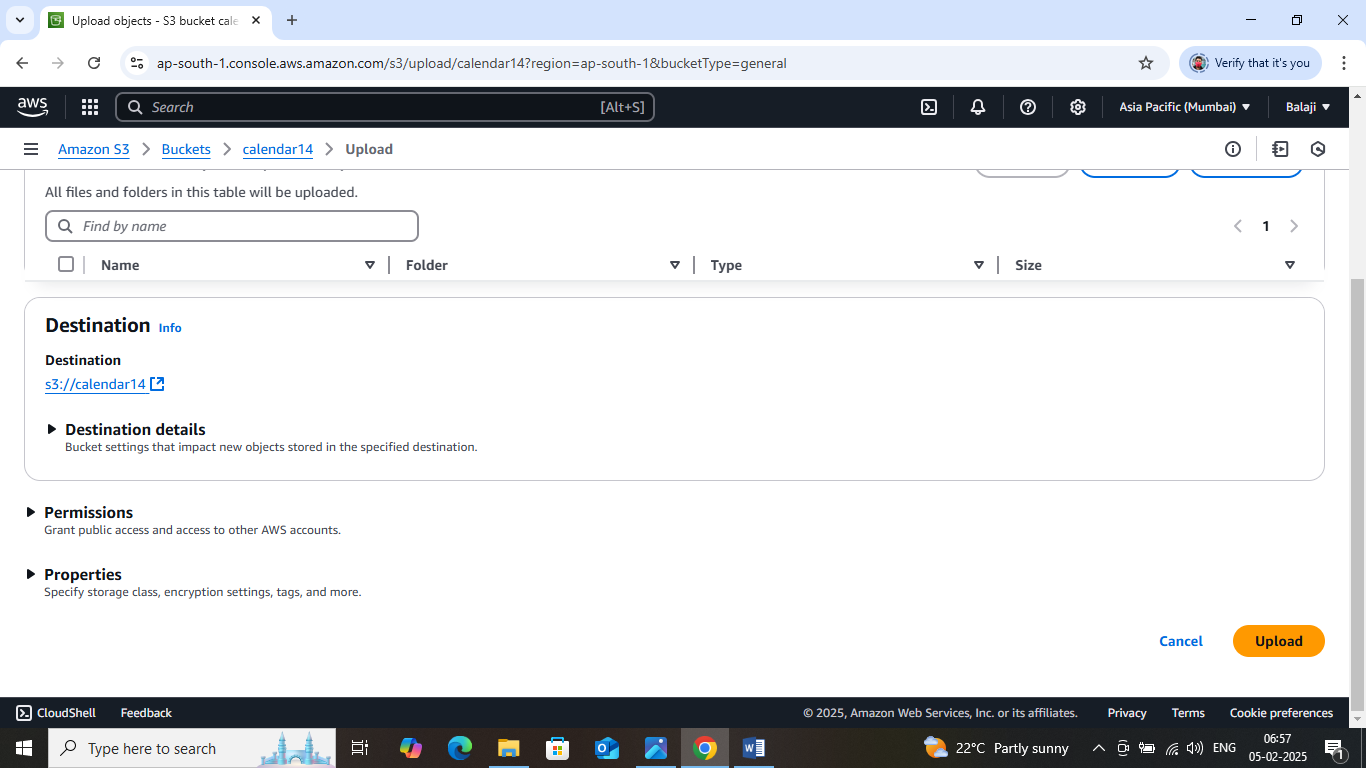 Upload objects - S3 bucket cale
ap-south-1.console.aws.amazon.com/s3/upload/calendar14?region=ap-south-1&bucketType=general
Verify that it's you
aws
Search
[Alt+S]
Asia Pacific (Mumbai)
Balaji
Amazon S3
Buckets
calendar14
Upload
All files and folders in this table will be uploaded.
Find by name
1
Name
Folder
Type
Size
Destination Info
Destination
s3://calendar14
Destination details
Bucket settings that impact new objects stored in the specified destination.
Permissions
Grant public access and access to other AWS accounts.
Properties
Specify storage class, encryption settings, tags, and more.
Cancel
Upload
CloudShell
Feedback
© 2025, Amazon Web Services, Inc. or its affiliates.
Privacy
Terms
Cookie preferences
Type here to search
22°C Partly sunny
ENG
06:57
05-02-2025
1